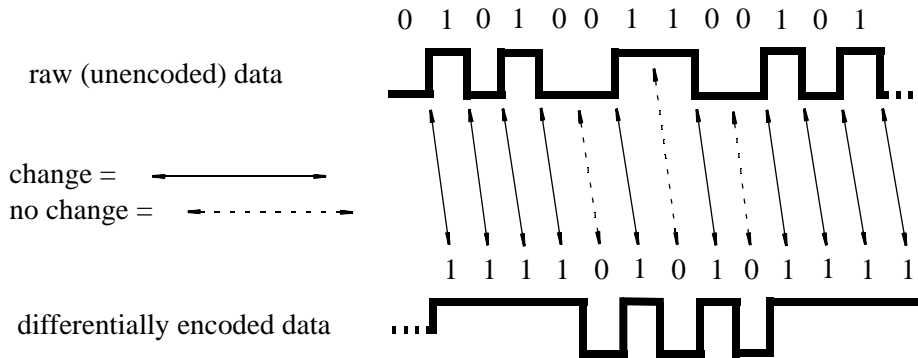 0 1 0 1 0 0 1 1 0 0 1 0 1
raw (unencoded) data
change =
no change =
1 1 1 1 0 1 0 1 0 1 1 1 1
differentially encoded data